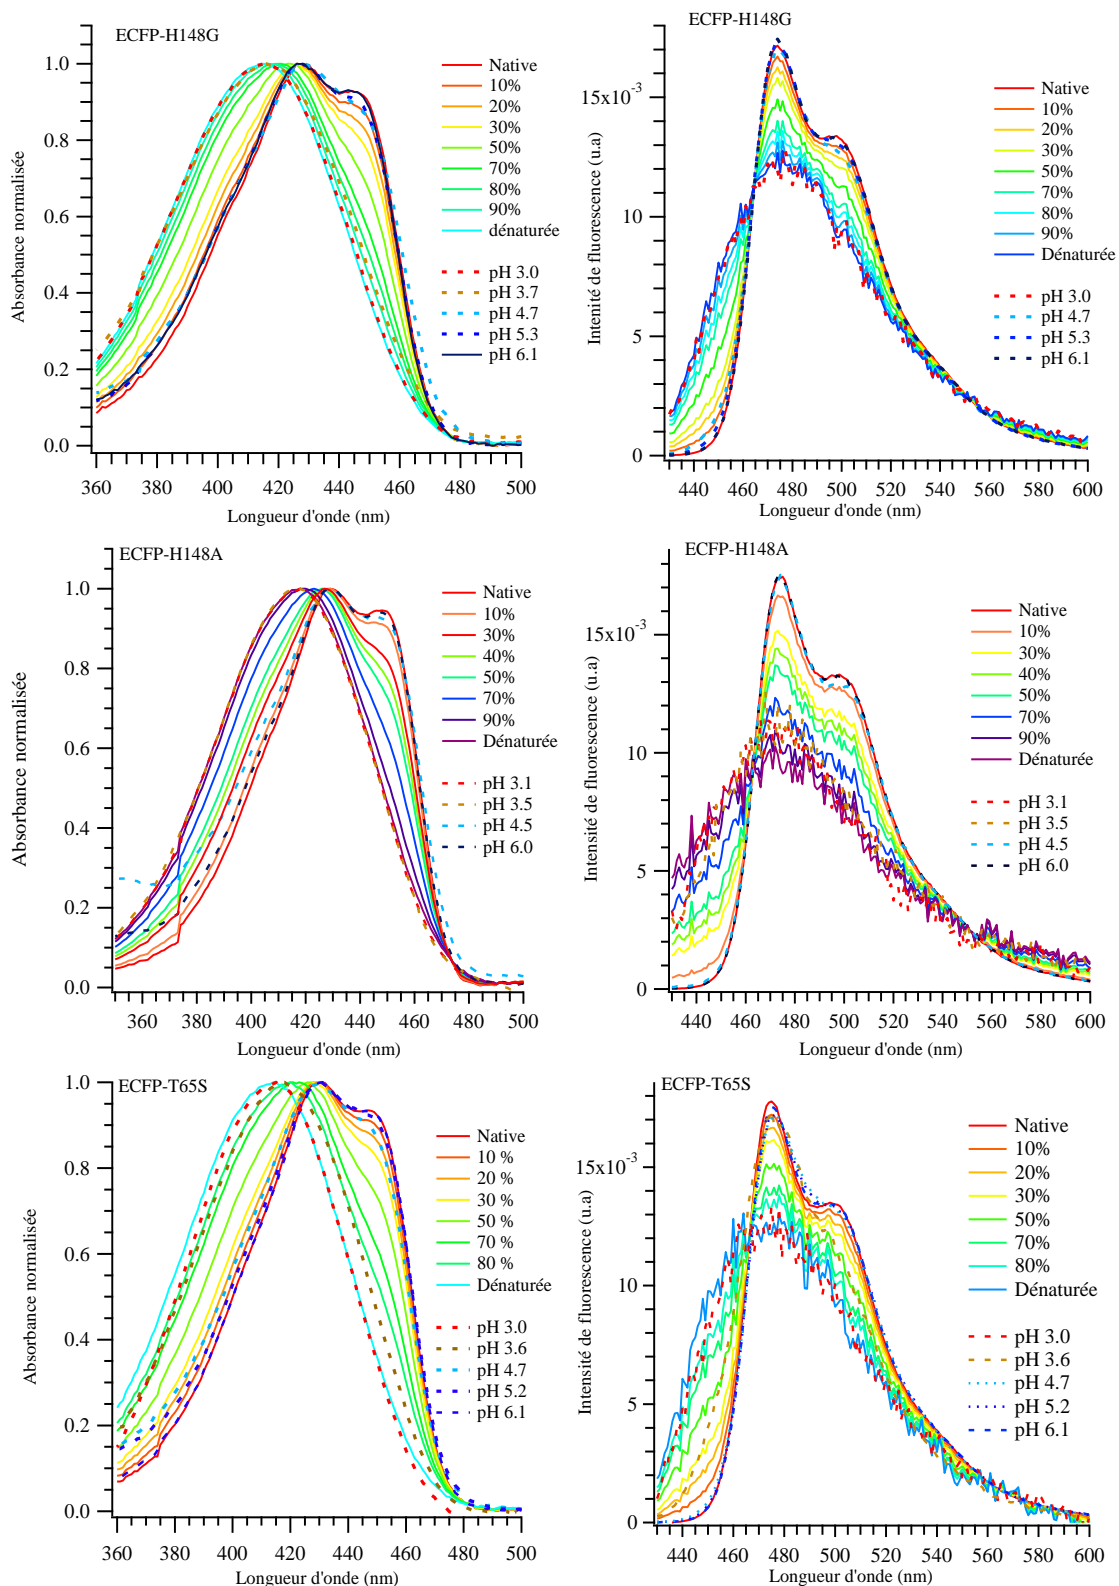 ECFP-H148G
Absorbance normalisée
1.0
0.8
0.6
0.4
0.2
0.0
360 380 400 420 440 460 480 500
Longueur d'onde (nm)
Native
10%
20%
30%
50%
70%
80%
90%
dénaturée
pH 3.0
pH 3.7
pH 4.7
pH 5.3
pH 6.1
ECFP-H148G
Intenité de fluorescence (u.a)
15x10⁻³
10
5
0
440 460 480 500 520 540 560 580 600
Longueur d'onde (nm)
Native
10%
20%
30%
50%
70%
80%
90%
Dénaturée
pH 3.0
pH 4.7
pH 5.3
pH 6.1
ECFP-H148A
Absorbance normalisée
1.0
0.8
0.6
0.4
0.2
0.0
360 380 400 420 440 460 480 500
Longueur d'onde (nm)
Native
10%
30%
40%
50%
70%
90%
Dénaturée
pH 3.1
pH 3.5
pH 4.5
pH 6.0
ECFP-H148A
Intensité de fluorescence (u.a)
15x10⁻³
10
5
0
440 460 480 500 520 540 560 580 600
Longueur d'onde (nm)
Native
10%
30%
40%
50%
70%
90%
Dénaturée
pH 3.1
pH 3.5
pH 4.5
pH 6.0
ECFP-T65S
Absorbance normalisée
1.0
0.8
0.6
0.4
0.2
0.0
360 380 400 420 440 460 480 500
Longueur d'onde (nm)
Native
10 %
20 %
30 %
50 %
70 %
80 %
Dénaturée
pH 3.0
pH 3.6
pH 4.7
pH 5.2
pH 6.1
ECFP-T65S
Intensité de fluorescence (u.a)
15x10⁻³
10
5
0
440 460 480 500 520 540 560 580 600
Longueur d'onde (nm)
Native
10%
20%
30%
50%
70%
80%
Dénaturée
pH 3.0
pH 3.6
pH 4.7
pH 5.2
pH 6.1